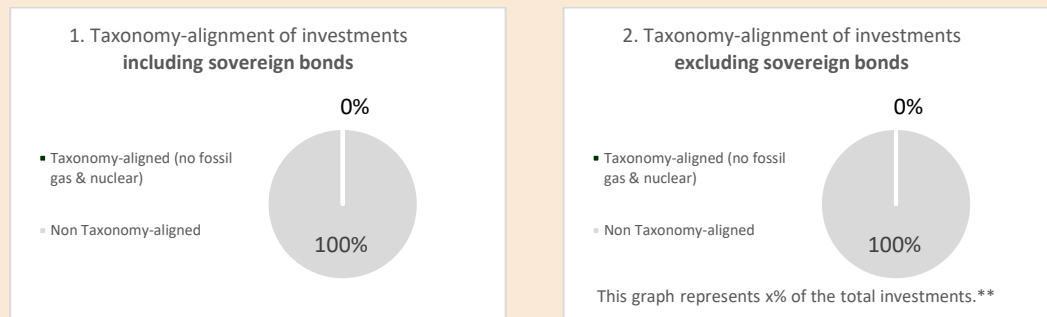 1. Taxonomy-alignment of investments
including sovereign bonds
0%
Taxonomy-aligned (no fossil
gas & nuclear)
Non Taxonomy-aligned
100%
2. Taxonomy-alignment of investments
excluding sovereign bonds
0%
Taxonomy-aligned (no fossil
gas & nuclear)
Non Taxonomy-aligned
100%
This graph represents x% of the total investments.**